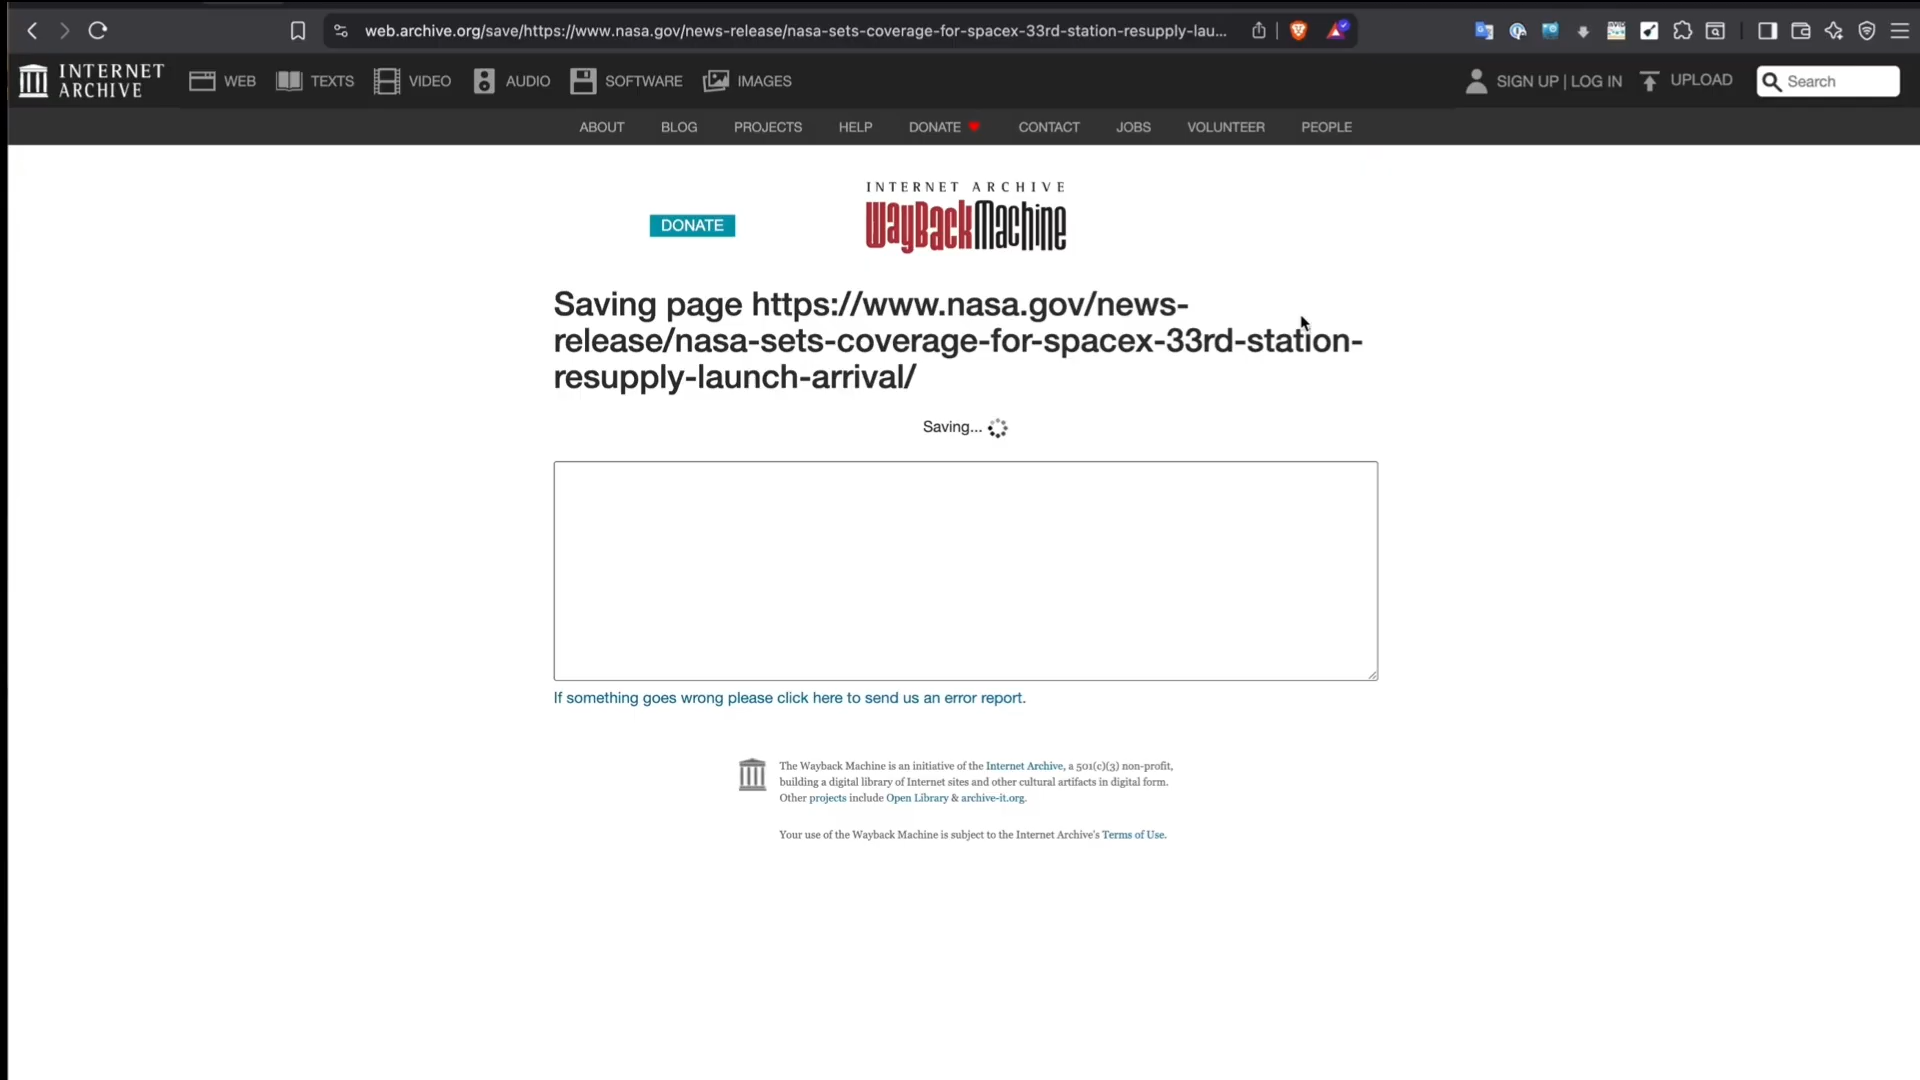 web.archive.org/save/https://www.nasa.gov/news-release/nasa-sets-coverage-for-spacex-33rd-station-resupply-lau...
INTERNET
ARCHIVE
WEB
TEXTS
VIDEO
AUDIO
SOFTWARE
IMAGES
SIGN UP | LOG IN
UPLOAD
Search
ABOUT
BLOG
PROJECTS
HELP
DONATE
CONTACT
JOBS
VOLUNTEER
PEOPLE
DONATE
INTERNET ARCHIVE
WayBackMachine
Saving page https://www.nasa.gov/news-
release/nasa-sets-coverage-for-spacex-33rd-station-
resupply-launch-arrival/
Saving...
If something goes wrong please click here to send us an error report.
The Wayback Machine is an initiative of the Internet Archive, a 501(c)(3) non-profit,
building a digital library of Internet sites and other cultural artifacts in digital form.
Other projects include Open Library & archive-it.org.
Your use of the Wayback Machine is subject to the Internet Archive's Terms of Use.